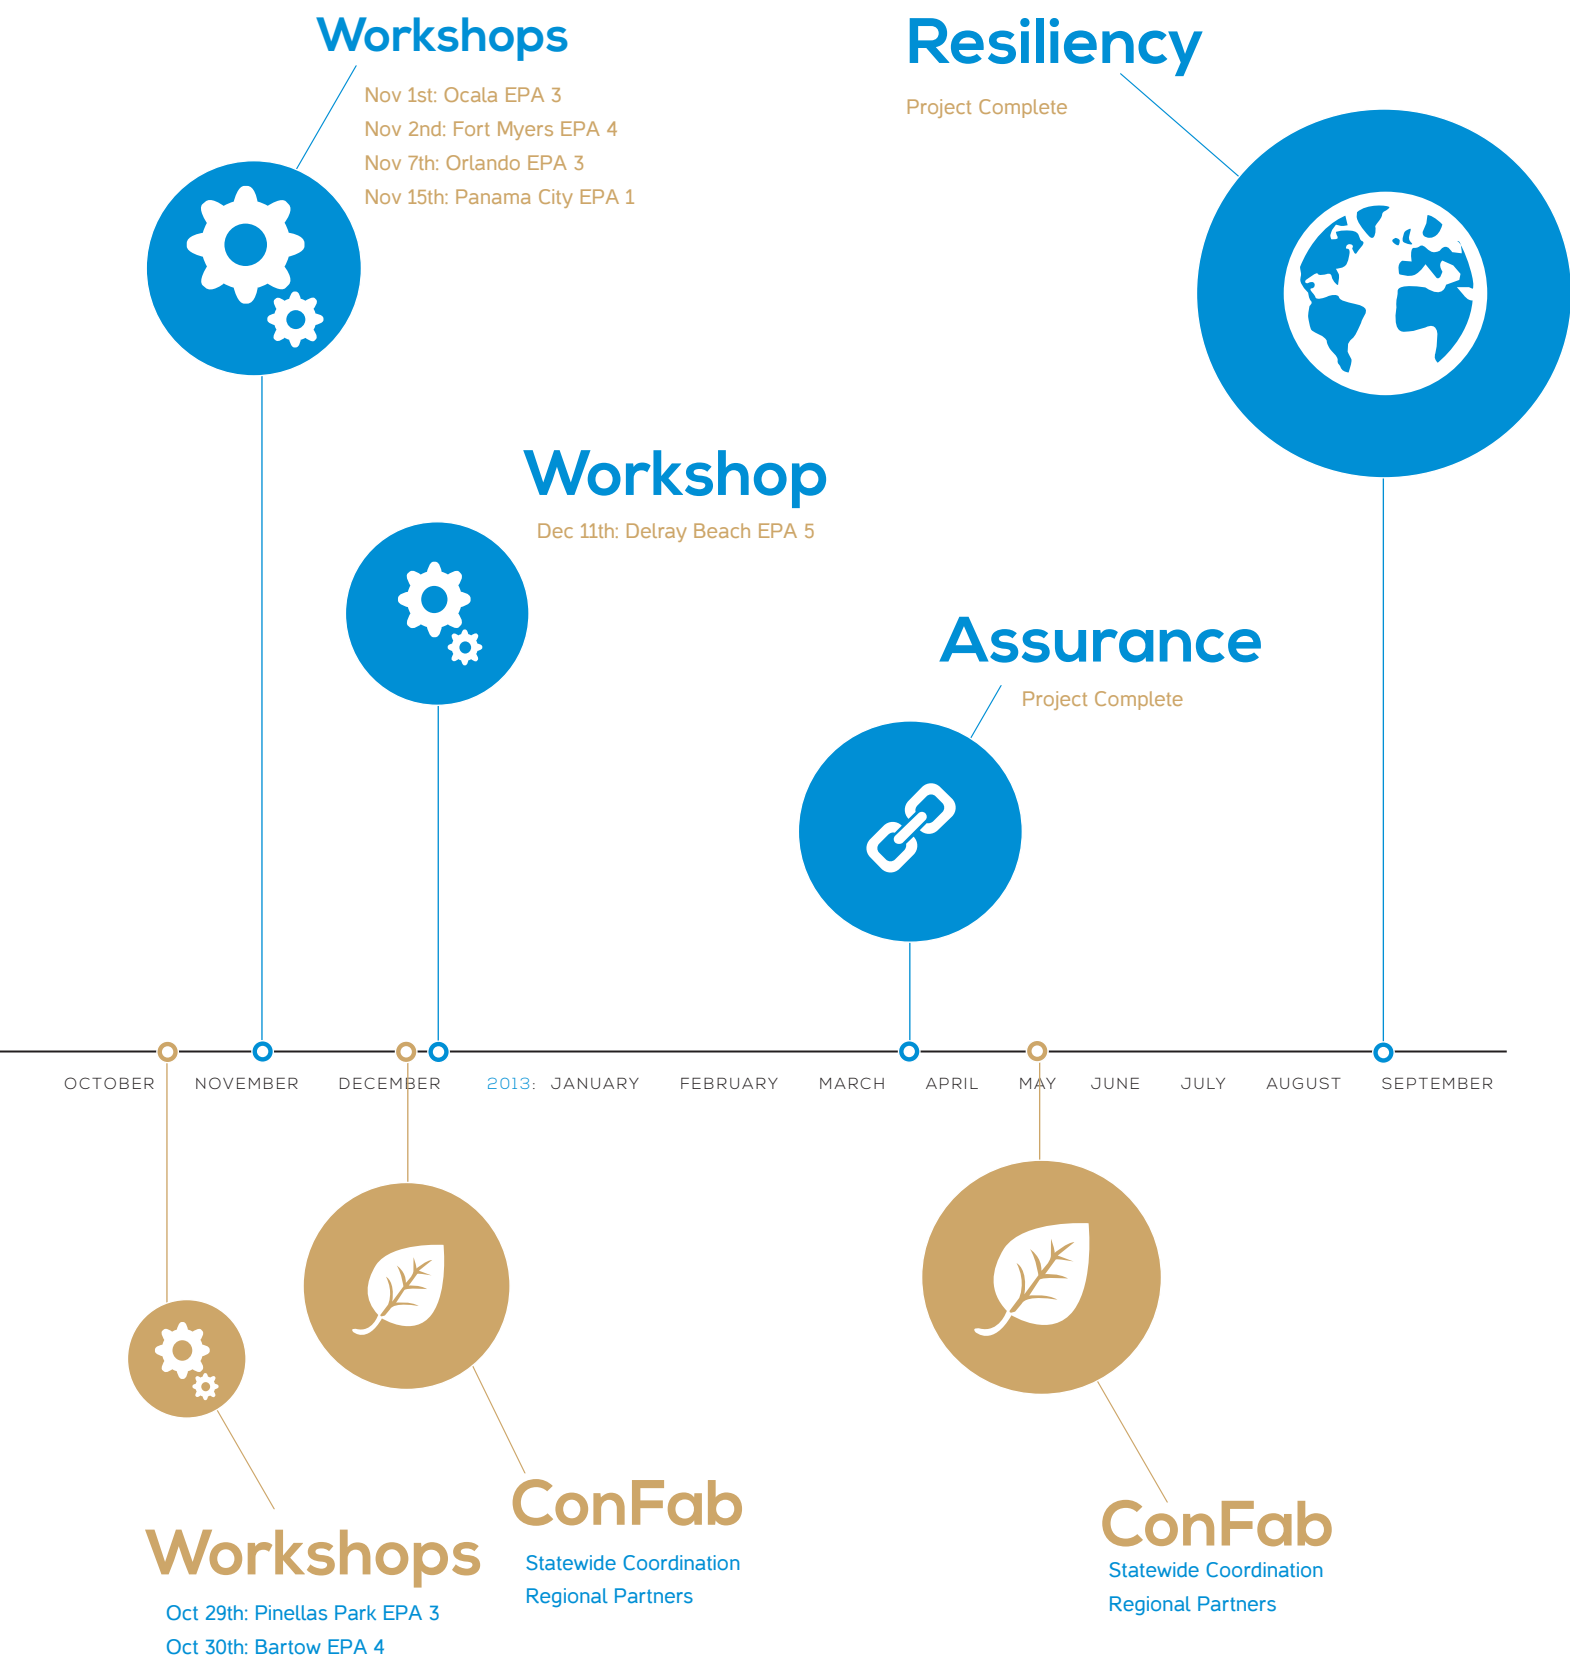 Workshops
Nov 1st: Ocala EPA 3
Nov 2nd: Fort Myers EPA 4
Nov 7th: Orlando EPA 3
Nov 15th: Panama City EPA 1
Resiliency
Project Complete
Workshop
Dec 11th: Delray Beach EPA 5
Assurance
Project Complete
OCTOBER NOVEMBER DECEMBER 2013: JANUARY FEBRUARY MARCH APRIL MAY JUNE JULY AUGUST SEPTEMBER
Workshops
Oct 29th: Pinellas Park EPA 3
Oct 30th: Bartow EPA 4
ConFab
Statewide Coordination
Regional Partners
ConFab
Statewide Coordination
Regional Partners